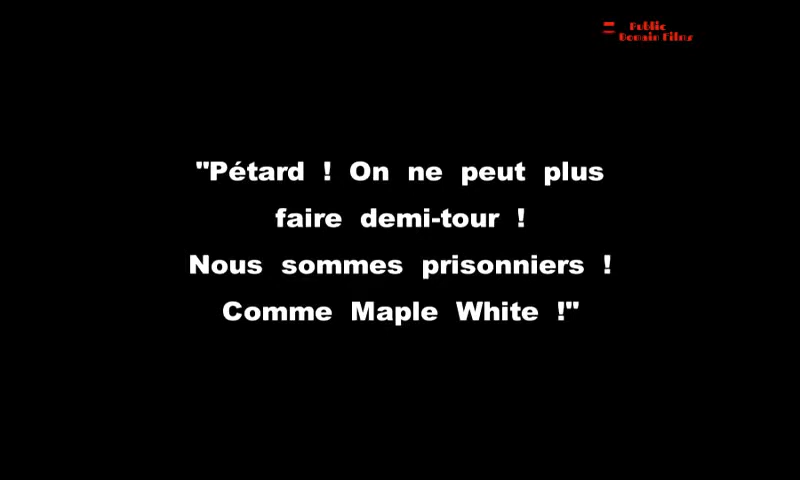 Public
Domain Films
"Pétard ! On ne peut plus
faire demi-tour !
Nous sommes prisonniers !
Comme Maple White !"